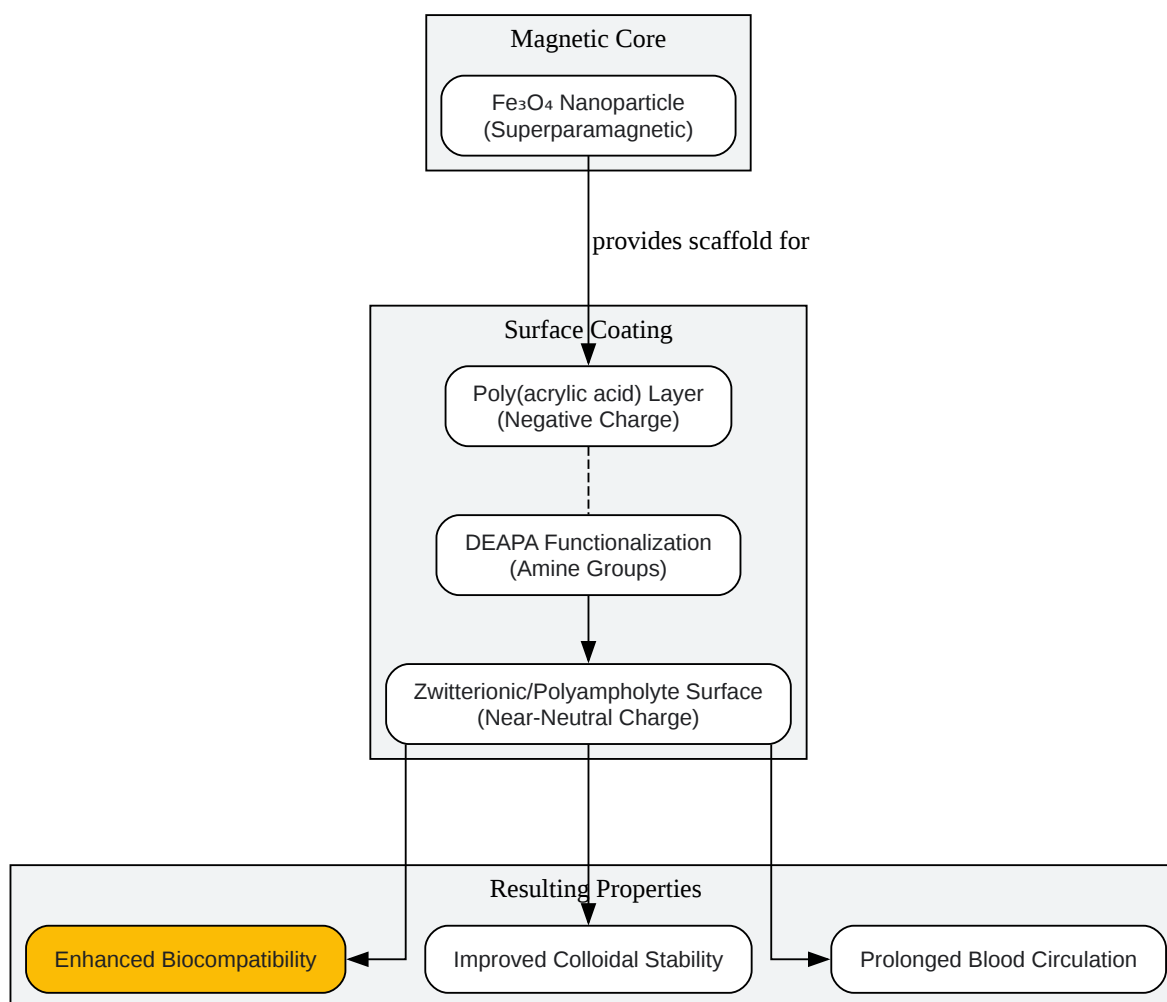 Magnetic Core
Fe₃O₄ Nanoparticle
(Superparamagnetic)
provides scaffold for
Surface Coating
Poly(acrylic acid) Layer
(Negative Charge)
DEAPA Functionalization
(Amine Groups)
Zwitterionic/Polyampholyte Surface
(Near-Neutral Charge)
Resulting Properties
Enhanced Biocompatibility
Improved Colloidal Stability
Prolonged Blood Circulation